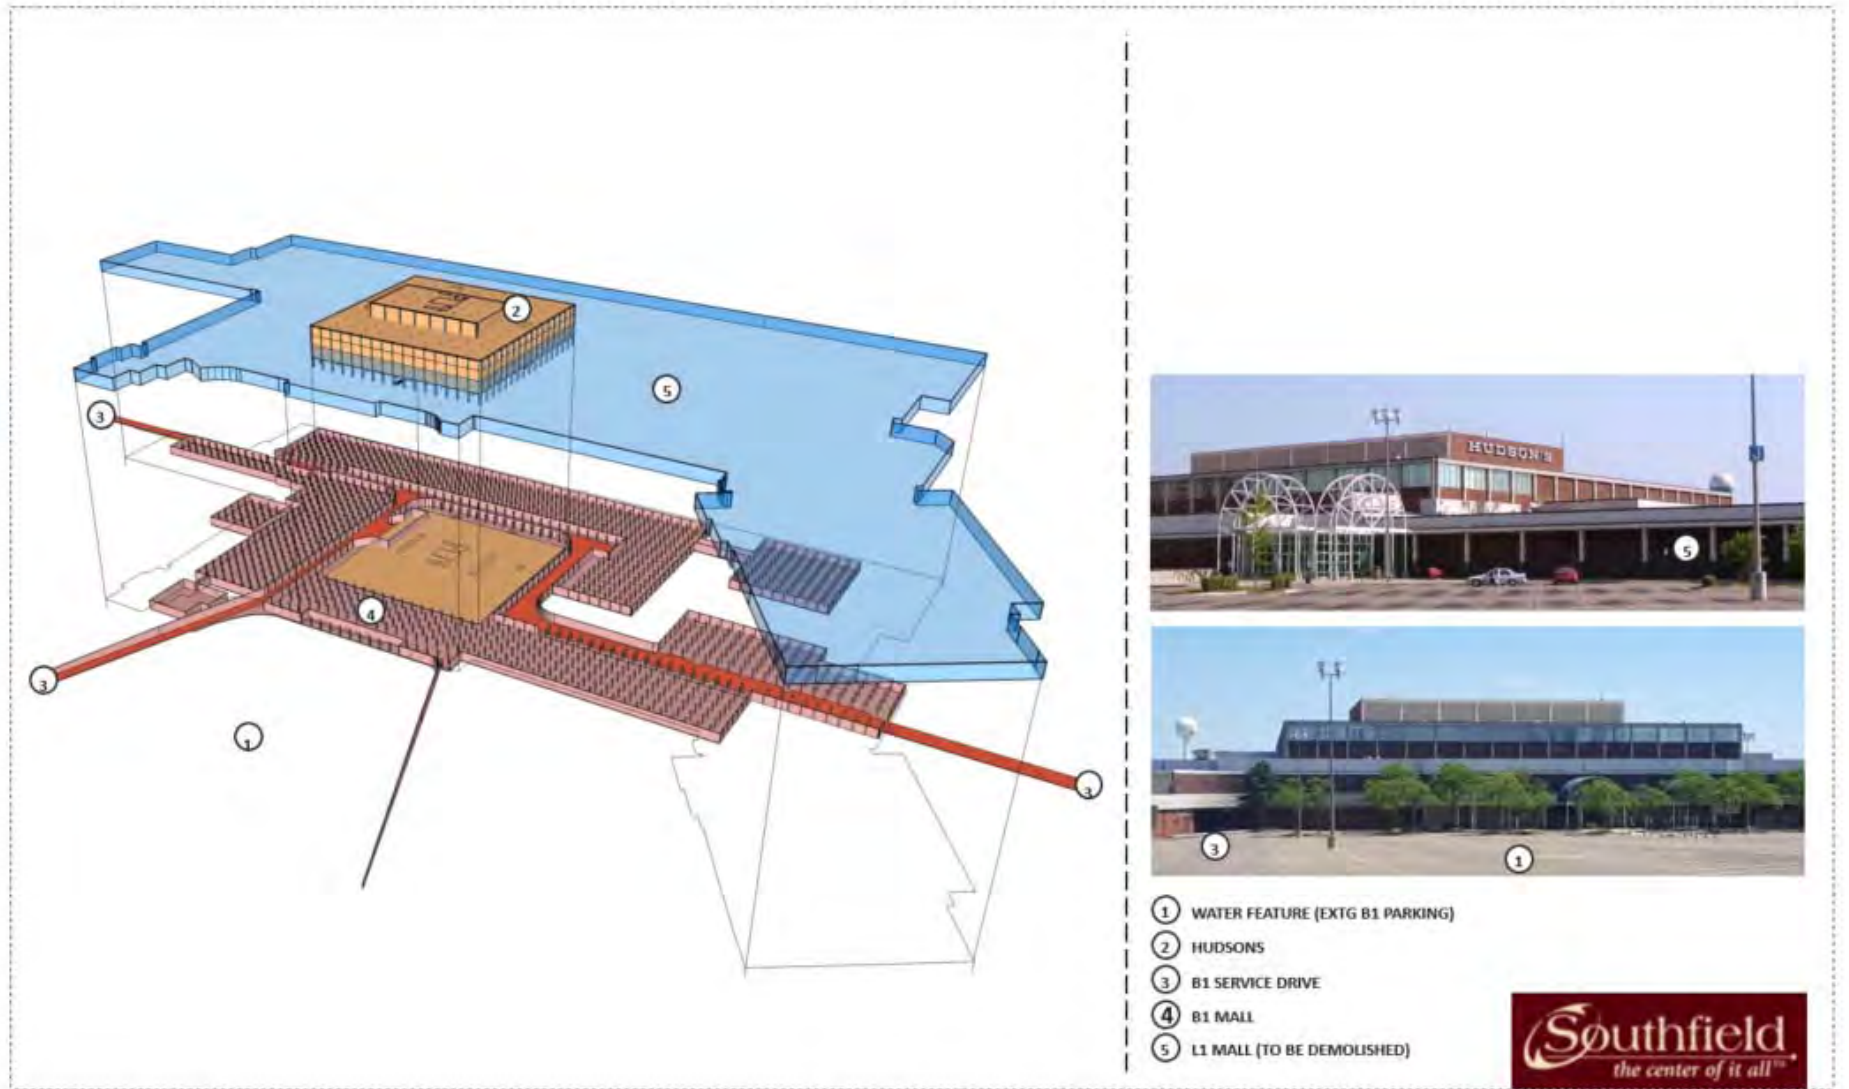 2
5
3
4
3
1
3
HUDSON'S
5
3
1
1 WATER FEATURE (EXTG B1 PARKING)
2 HUDSONS
3 B1 SERVICE DRIVE
4 B1 MALL
5 L1 MALL (TO BE DEMOLISHED)
Southfield
the center of it all™